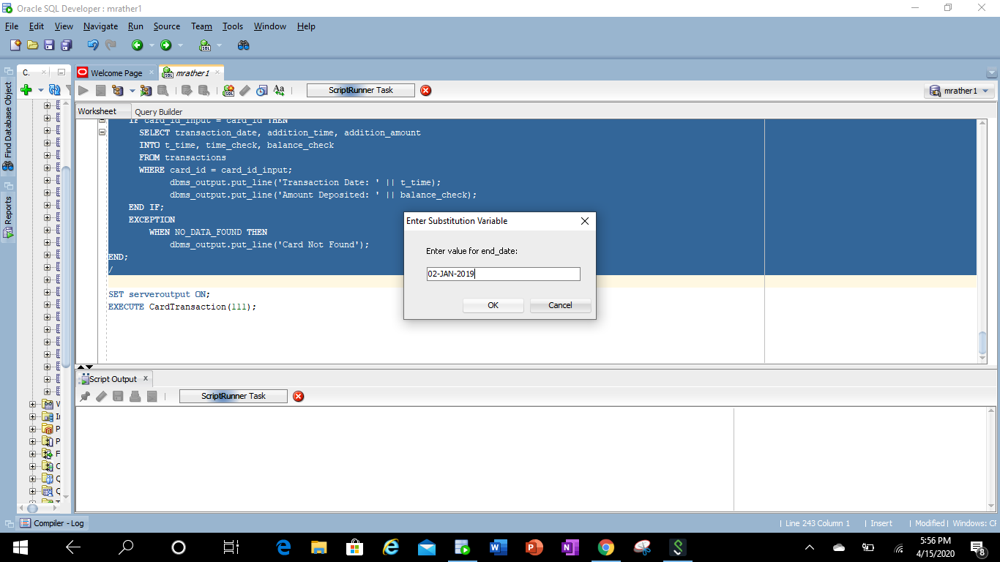 Oracle SQL Developer : mrather1
File Edit View Navigate Run Source Team Tools Window Help
C.
Welcome Page
mrather1
Find Database Object
Reports
ScriptRunner Task
mrather1
Worksheet
Query Builder
IF card_id_input = card_id THEN
SELECT transaction_date, addition_time, addition_amount
INTO t_time, time_check, balance_check
FROM transactions
WHERE card_id = card_id_input;
dbms_output.put_line('Transaction Date: ' || t_time);
dbms_output.put_line('Amount Deposited: ' || balance_check);
END IF;
EXCEPTION
WHEN NO_DATA_FOUND THEN
dbms_output.put_line('Card Not Found');
END;
/
SET serveroutput ON;
EXECUTE CardTransaction(111);
Enter Substitution Variable
Enter value for end_date:
02-JAN-2019
OK
Cancel
Script Output
ScriptRunner Task
Compiler - Log
Line 243 Column 1
Insert
Modified
Windows: CF
5:56 PM
4/15/2020
8